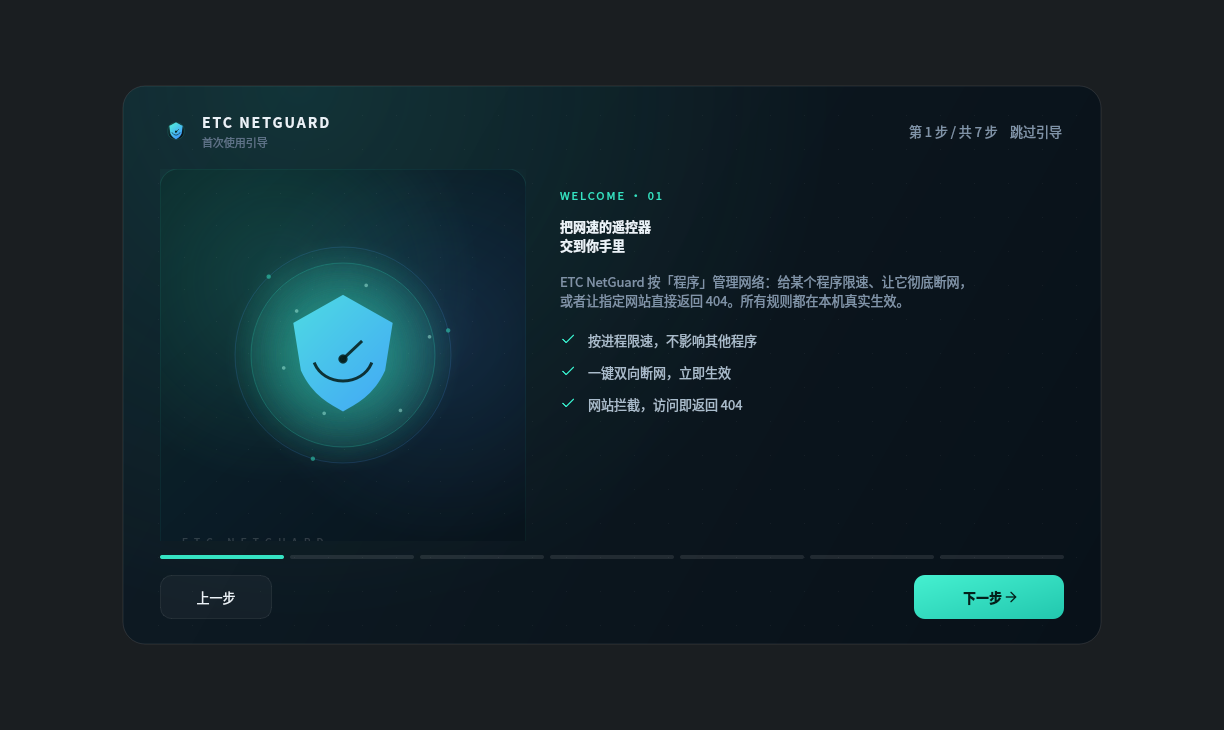 ETC NETGUARD
首次使用引导
第 1 步 / 共 7 步 跳过引导
WELCOME · 01
把网速的遥控器
交到你手里
ETC NetGuard 按「程序」管理网络：给某个程序限速、让它彻底断网，
或者让指定网站直接返回 404。所有规则都在本机真实生效。
按进程限速，不影响其他程序
一键双向断网，立即生效
网站拦截，访问即返回 404
ETC NETGUARD
上一步
下一步